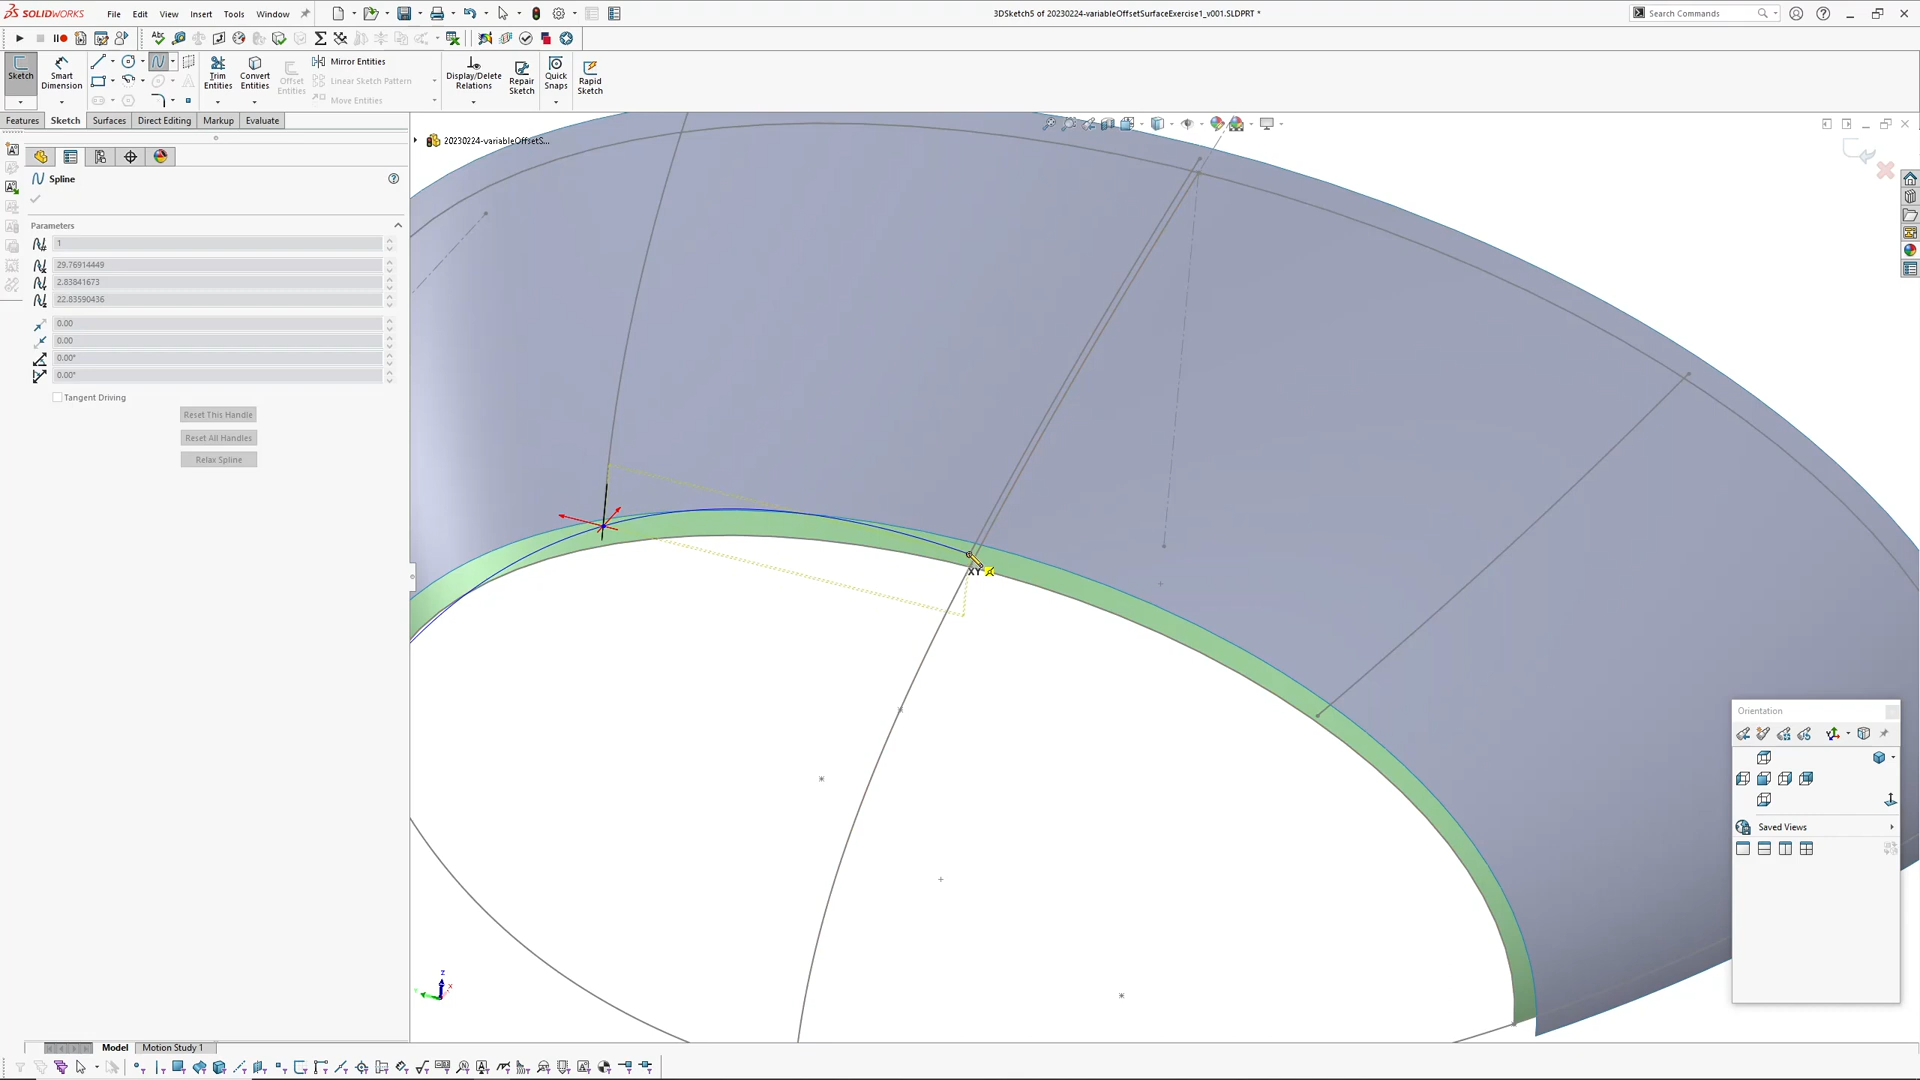 SOLIDWORKS File Edit View Insert Tools Window 3DSketch5 of 20230224-variableOffsetSurfaceExercise1_v001.SLDPRT * Search Commands
Sketch Smart Dimension Trim Entities Convert Entities Offset Entities Mirror Entities Linear Sketch Pattern Move Entities Display/Delete Relations Repair Sketch Quick Snaps Rapid Sketch
Features Sketch Surfaces Direct Editing Markup Evaluate
20230224-variableOffsetS...
Spline
Parameters
1
29.76914449
2.83841673
22.83590436
0.00
0.00
0.00°
0.00°
Tangent Driving
Reset This Handle
Reset All Handles
Relax Spline
XY
Orientation
Saved Views
z
x
Model Motion Study 1